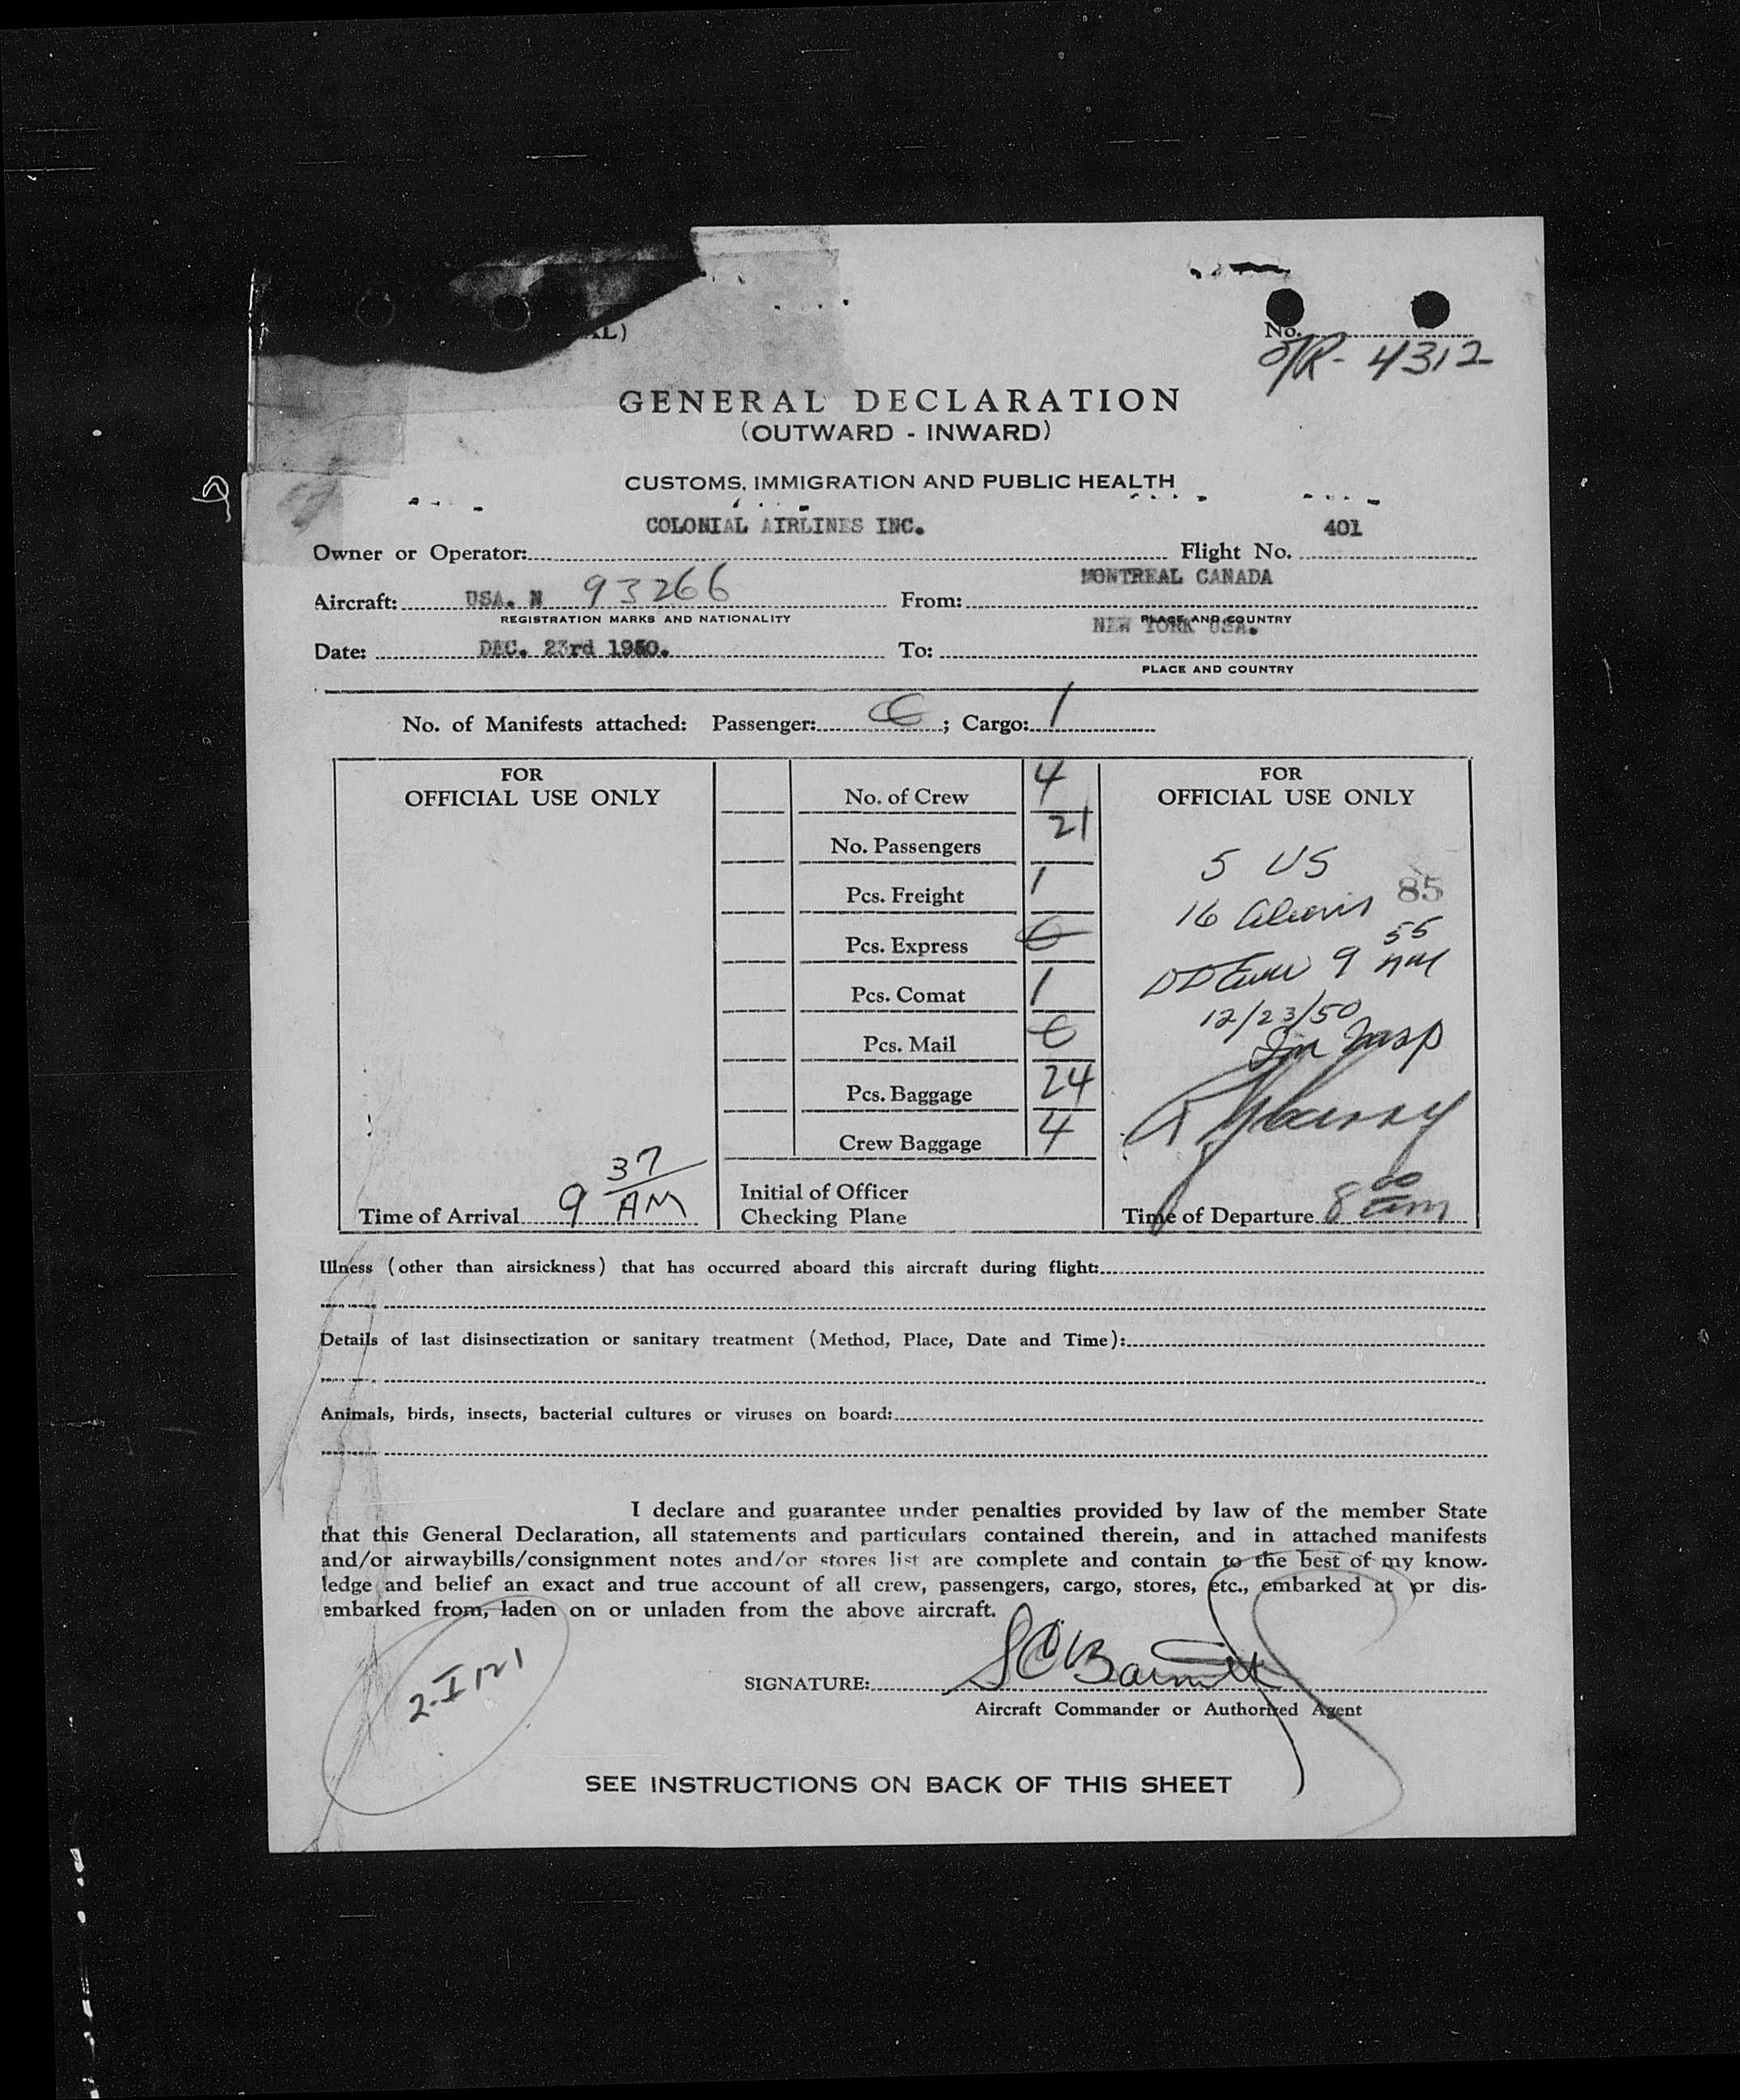 AL)
No.
O/R- 4312
GENERAL DECLARATION
(OUTWARD - INWARD)
CUSTOMS, IMMIGRATION AND PUBLIC HEALTH
COLONIAL AIRLINES INC. 401
Owner or Operator: Flight No.
MONTREAL CANADA
Aircraft: USA. N 93266 From:
REGISTRATION MARKS AND NATIONALITY PLACE AND COUNTRY
NEW YORK USA.
Date: DEC. 23rd 1950. To:
PLACE AND COUNTRY
No. of Manifests attached: Passenger: ; Cargo: 1
FOR
OFFICIAL USE ONLY
No. of Crew 4
No. Passengers 21
Pcs. Freight 1
Pcs. Express
Pcs. Comat 1
Pcs. Mail
Pcs. Baggage 24
Crew Baggage 4
FOR
OFFICIAL USE ONLY
5 US
16 aliens 85
9 55 AM
12/23/50
Im Insp
Time of Arrival 9 37 AM
Initial of Officer
Checking Plane
Time of Departure 8 00 am
Illness (other than airsickness) that has occurred aboard this aircraft during flight:
Details of last disinsectization or sanitary treatment (Method, Place, Date and Time):
Animals, birds, insects, bacterial cultures or viruses on board:
I declare and guarantee under penalties provided by law of the member State
that this General Declaration, all statements and particulars contained therein, and in attached manifests
and/or airwaybills/consignment notes and/or stores list are complete and contain to the best of my know-
ledge and belief an exact and true account of all crew, passengers, cargo, stores, etc., embarked at or dis-
embarked from, laden on or unladen from the above aircraft.
2-I 121
SIGNATURE: S C Barnett
Aircraft Commander or Authorized Agent
SEE INSTRUCTIONS ON BACK OF THIS SHEET